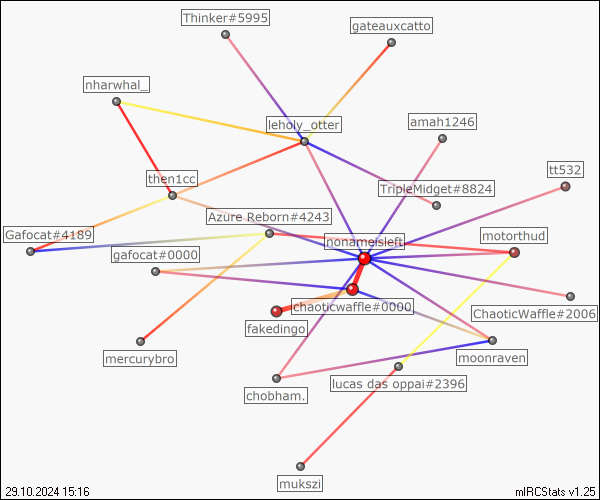 Thinker#5995
gateauxcatto
nharwhal_
leholy_otter
amah1246
then1cc
TripleMidget#8824
tt532
Azure Reborn#4243
Gafocat#4189
nonameisleft
motorthud
gafocat#0000
chaoticwaffle#0000
ChaoticWaffle#2006
fakedingo
mercurybro
moonraven
lucas das oppai#2396
chobham.
mukszi
29.10.2024 15:16
mIRCStats v1.25